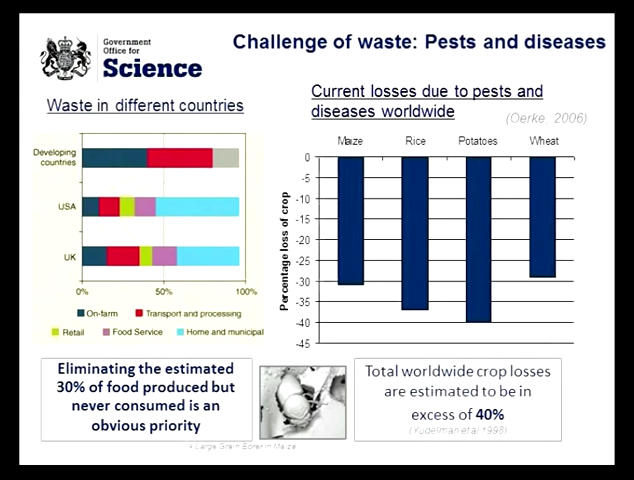 Government
Office for
Science
Challenge of waste: Pests and diseases
Waste in different countries
Developing
countries
USA
UK
0%
50%
100%
On-farm
Transport and processing
Retail
Food Service
Home and municipal
Current losses due to pests and
diseases worldwide
(Oerke, 2006)
Maize
Rice
Potatoes
Wheat
Percentage loss of crop
0
-5
-10
-15
-20
-25
-30
-35
-40
-45
Eliminating the estimated
30% of food produced but
never consumed is an
obvious priority
A Large Grain Borer in Maize
Total worldwide crop losses
are estimated to be in
excess of 40%
(Yudelman et al 1998)